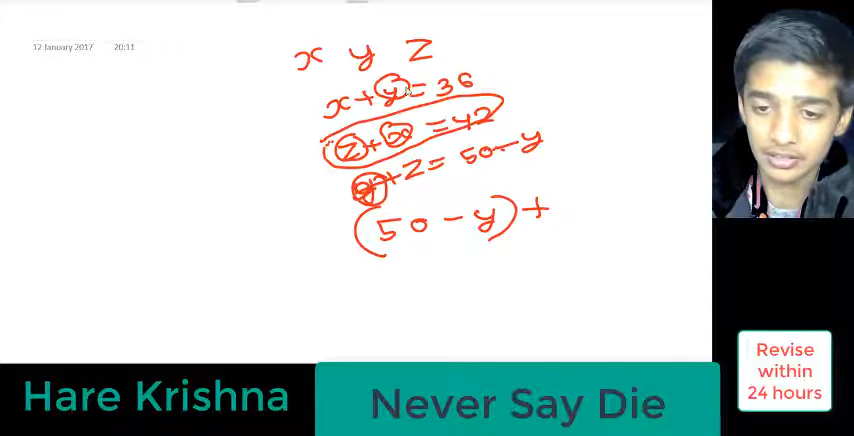 12 January 2017 20:11
x y z
x + y = 36
z + x = 42
y + z = 50 - y
(50 - y) +
Revise within 24 hours
Hare Krishna
Never Say Die